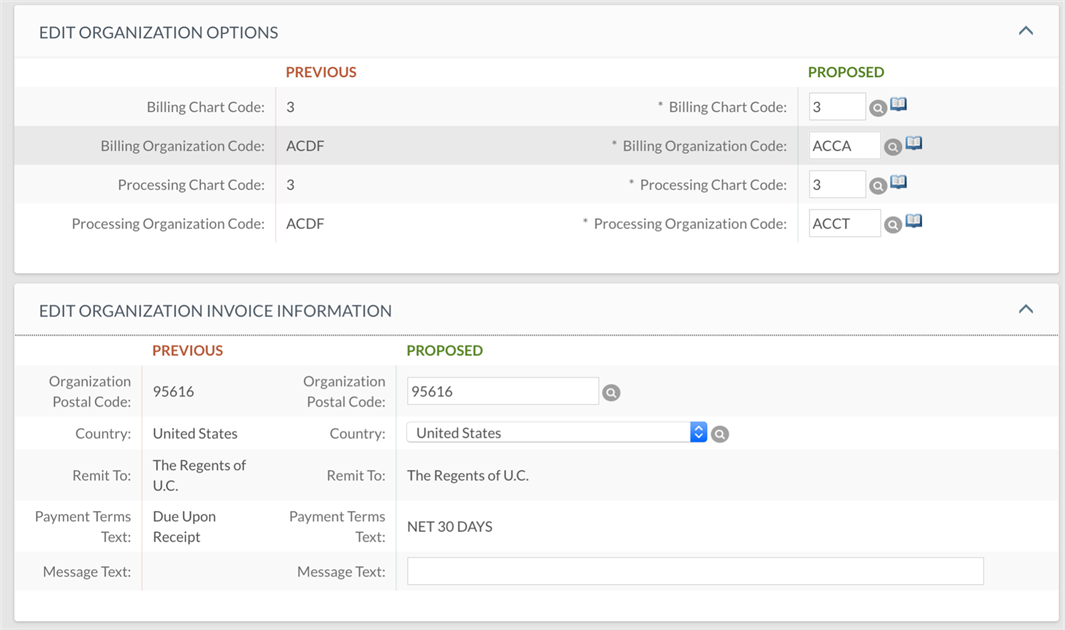 EDIT ORGANIZATION OPTIONS
PREVIOUS PROPOSED
Billing Chart Code: 3 * Billing Chart Code: 3
Billing Organization Code: ACDF * Billing Organization Code: ACCA
Processing Chart Code: 3 * Processing Chart Code: 3
Processing Organization Code: ACDF * Processing Organization Code: ACCT
EDIT ORGANIZATION INVOICE INFORMATION
PREVIOUS PROPOSED
Organization
Postal Code: 95616 Organization
Postal Code: 95616
Country: United States Country: United States
Remit To: The Regents of
U.C. Remit To: The Regents of U.C.
Payment Terms
Text: Due Upon
Receipt Payment Terms
Text: NET 30 DAYS
Message Text: Message Text: